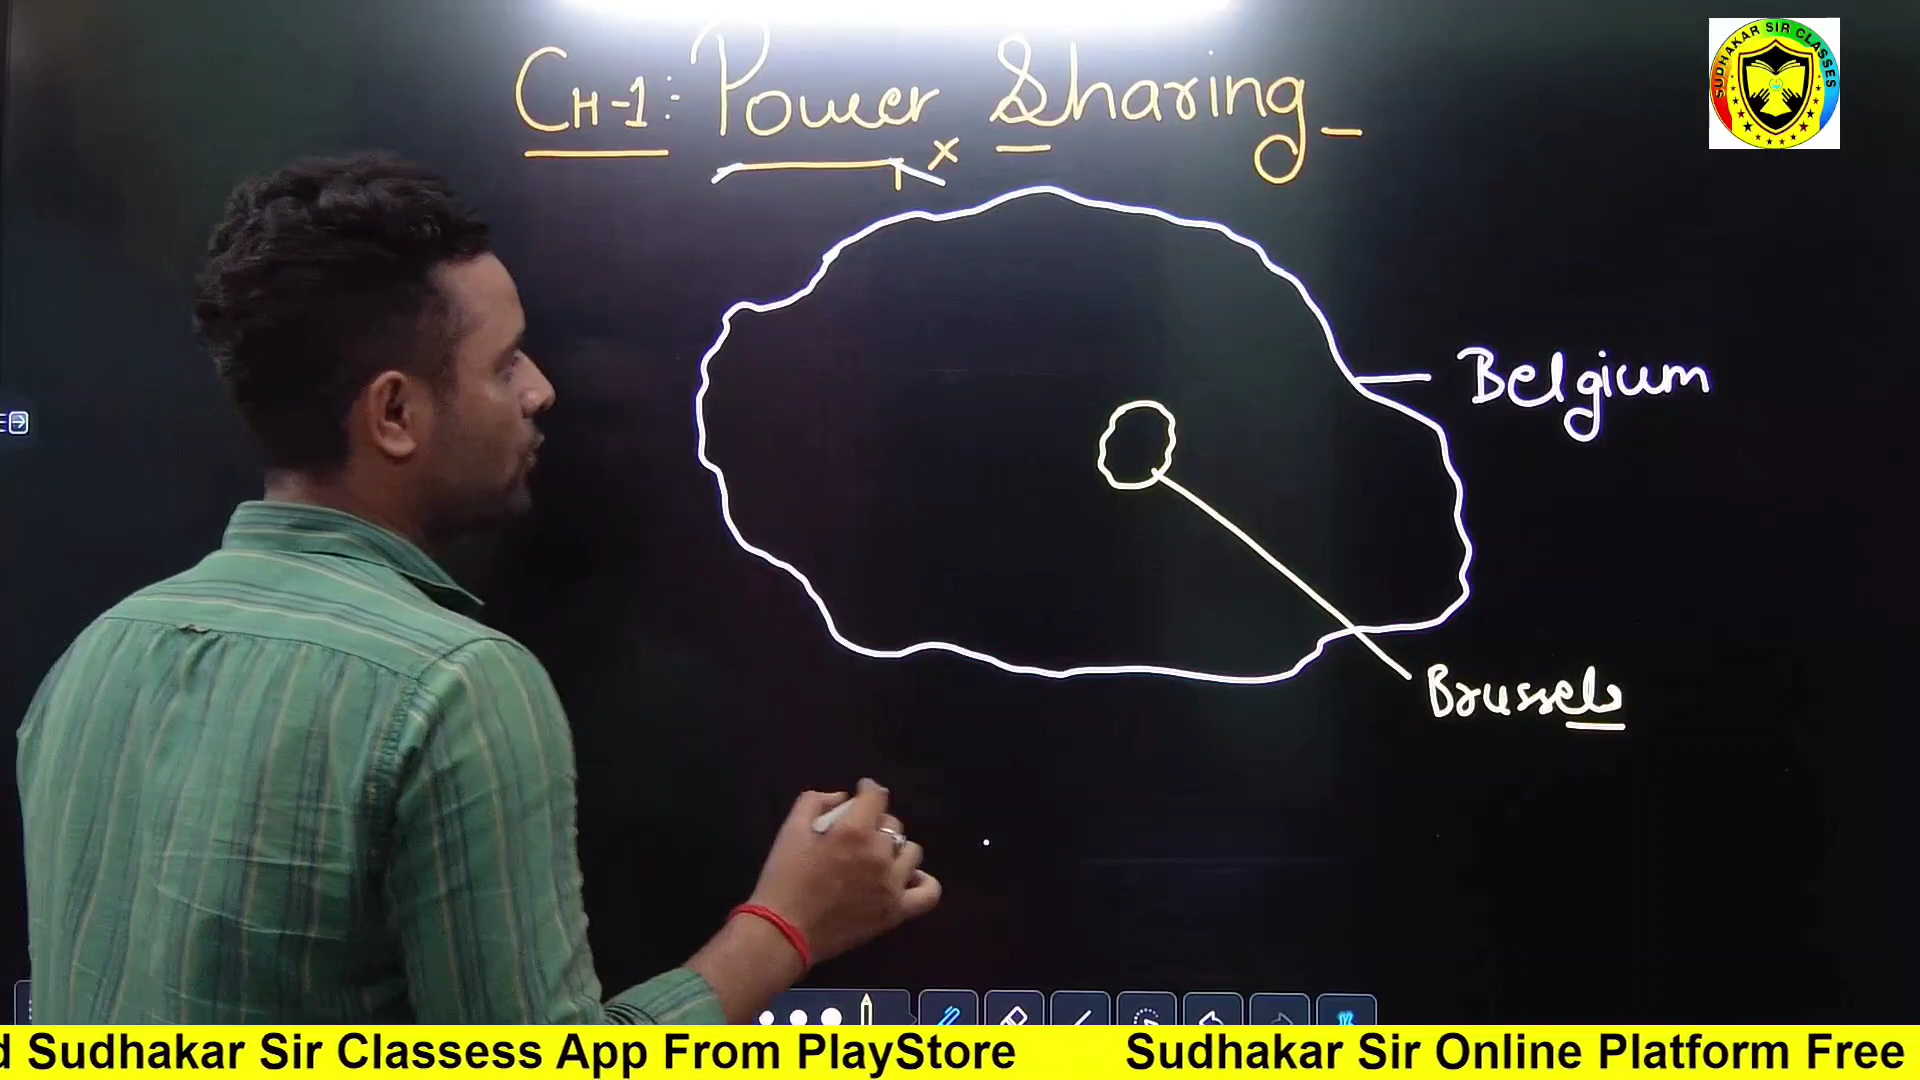 CH-1: Power Sharing
SUDHAKAR SIR CLASSES
Belgium
Brussels
d Sudhakar Sir Classess App From PlayStore Sudhakar Sir Online Platform Free